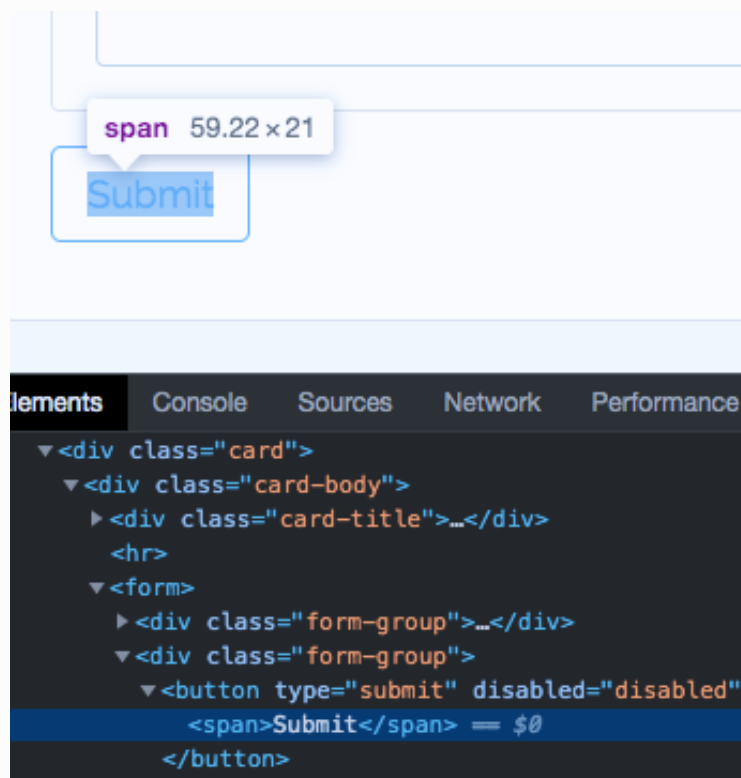 span 59.22×21
Submit
Elements Console Sources Network Performance
▼<div class="card">
▼<div class="card-body">
▶<div class="card-title">…</div>
<hr>
▼<form>
▶<div class="form-group">…</div>
▼<div class="form-group">
▼<button type="submit" disabled="disabled"
<span>Submit</span> == $0
</button>